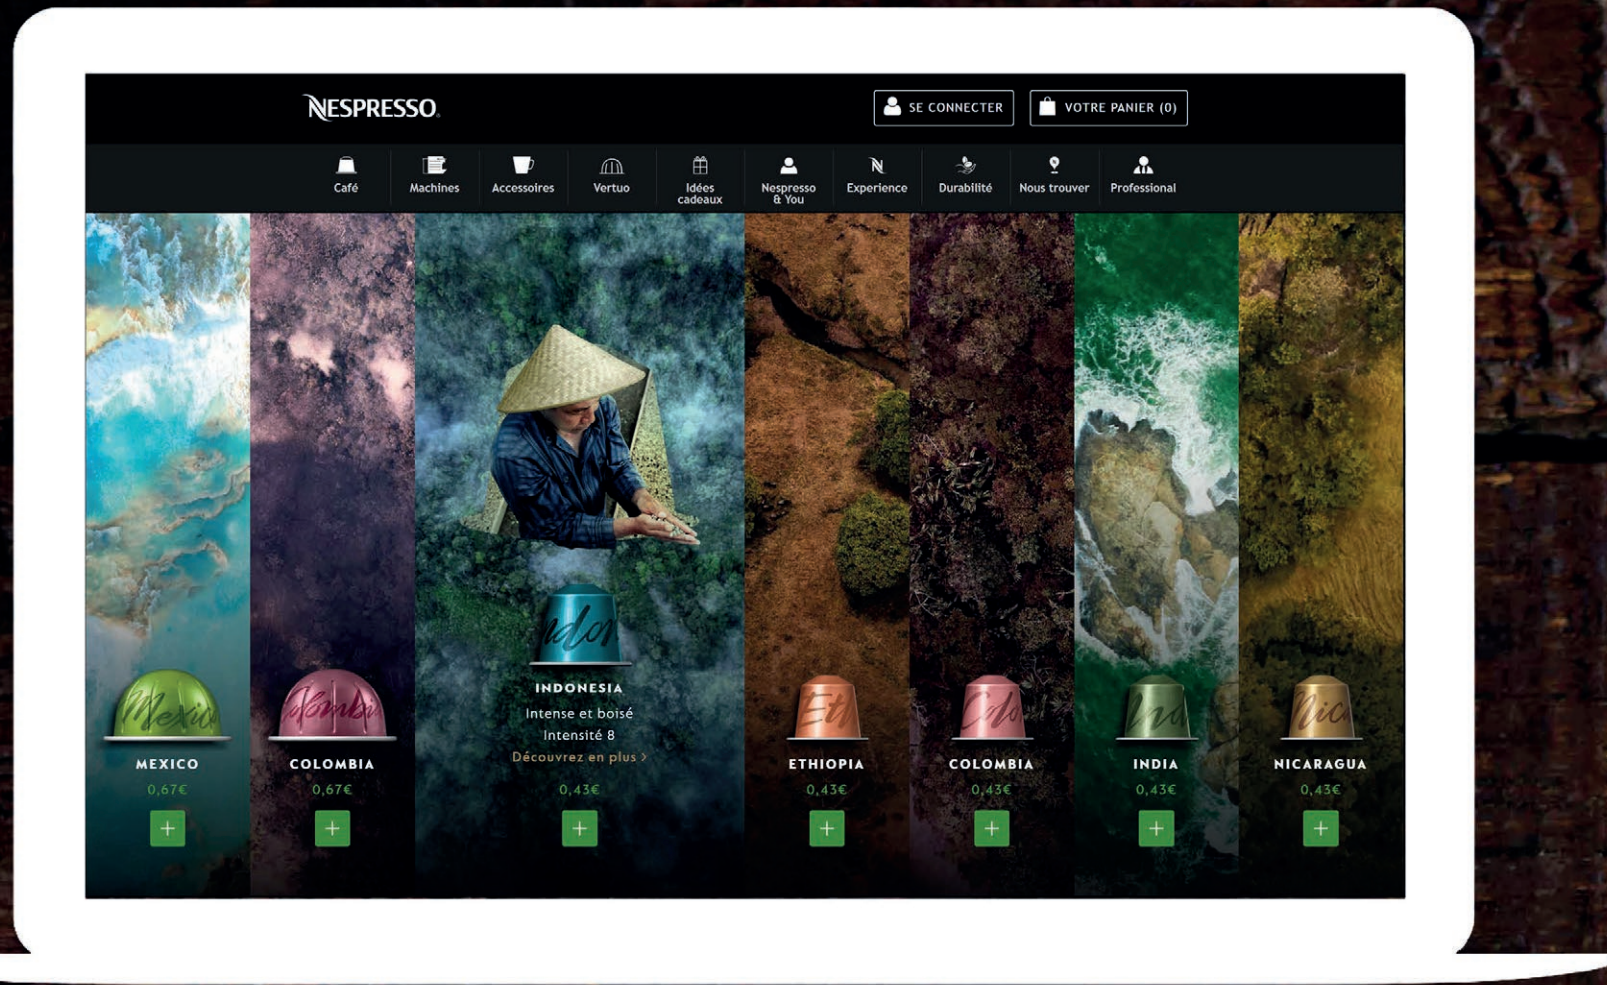 NESPRESSO
SE CONNECTER
VOTRE PANIER (0)
Café
Machines
Accessoires
Vertuo
Idées
cadeaux
Nespresso
& You
Experience
Durabilité
Nous trouver
Professional
Mexico
MEXICO
0,67€
COLOMBIA
0,67€
INDONESIA
Intense et boisé
Intensité 8
Découvrez en plus >
0,43€
ETHIOPIA
0,43€
COLOMBIA
0,43€
INDIA
0,43€
NICARAGUA
0,43€